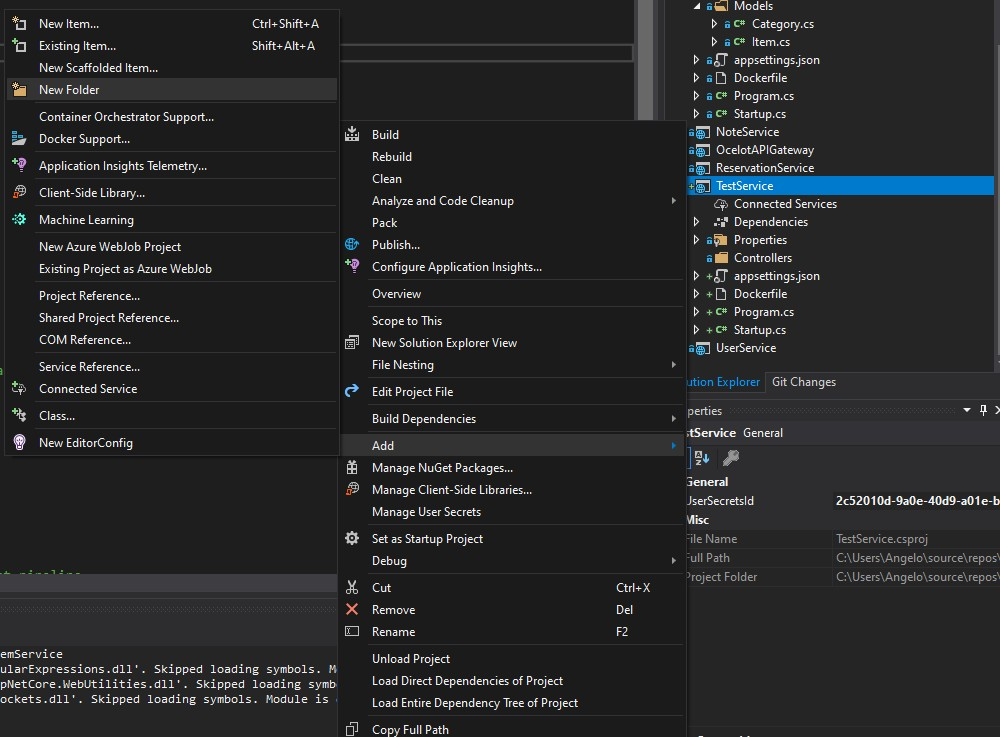 New Item... Ctrl+Shift+A
Existing Item... Shift+Alt+A
New Scaffolded Item...
New Folder
Container Orchestrator Support...
Docker Support...
Application Insights Telemetry...
Client-Side Library...
Machine Learning
New Azure WebJob Project
Existing Project as Azure WebJob
Project Reference...
Shared Project Reference...
COM Reference...
Service Reference...
Connected Service
Class...
New EditorConfig
Build
Rebuild
Clean
Analyze and Code Cleanup
Pack
Publish...
Configure Application Insights...
Overview
Scope to This
New Solution Explorer View
File Nesting
Edit Project File
Build Dependencies
Add
Manage NuGet Packages...
Manage Client-Side Libraries...
Manage User Secrets
Set as Startup Project
Debug
Cut Ctrl+X
Remove Del
Rename F2
Unload Project
Load Direct Dependencies of Project
Load Entire Dependency Tree of Project
Copy Full Path
Models
C# Category.cs
C# Item.cs
appsettings.json
Dockerfile
C# Program.cs
C# Startup.cs
NoteService
OcelotAPIGateway
ReservationService
TestService
Connected Services
Dependencies
Properties
Controllers
appsettings.json
Dockerfile
C# Program.cs
C# Startup.cs
UserService
ution Explorer Git Changes
perties
stService General
General
UserSecretsId 2c52010d-9a0e-40d9-a01e-b
Misc
File Name TestService.csproj
Full Path C:\Users\Angelo\source\repos\
Project Folder C:\Users\Angelo\source\repos\
emService
ularExpressions.dll'. Skipped loading symbols. M
pNetCore.WebUtilities.dll'. Skipped loading symb
ockets.dll'. Skipped loading symbols. Module is